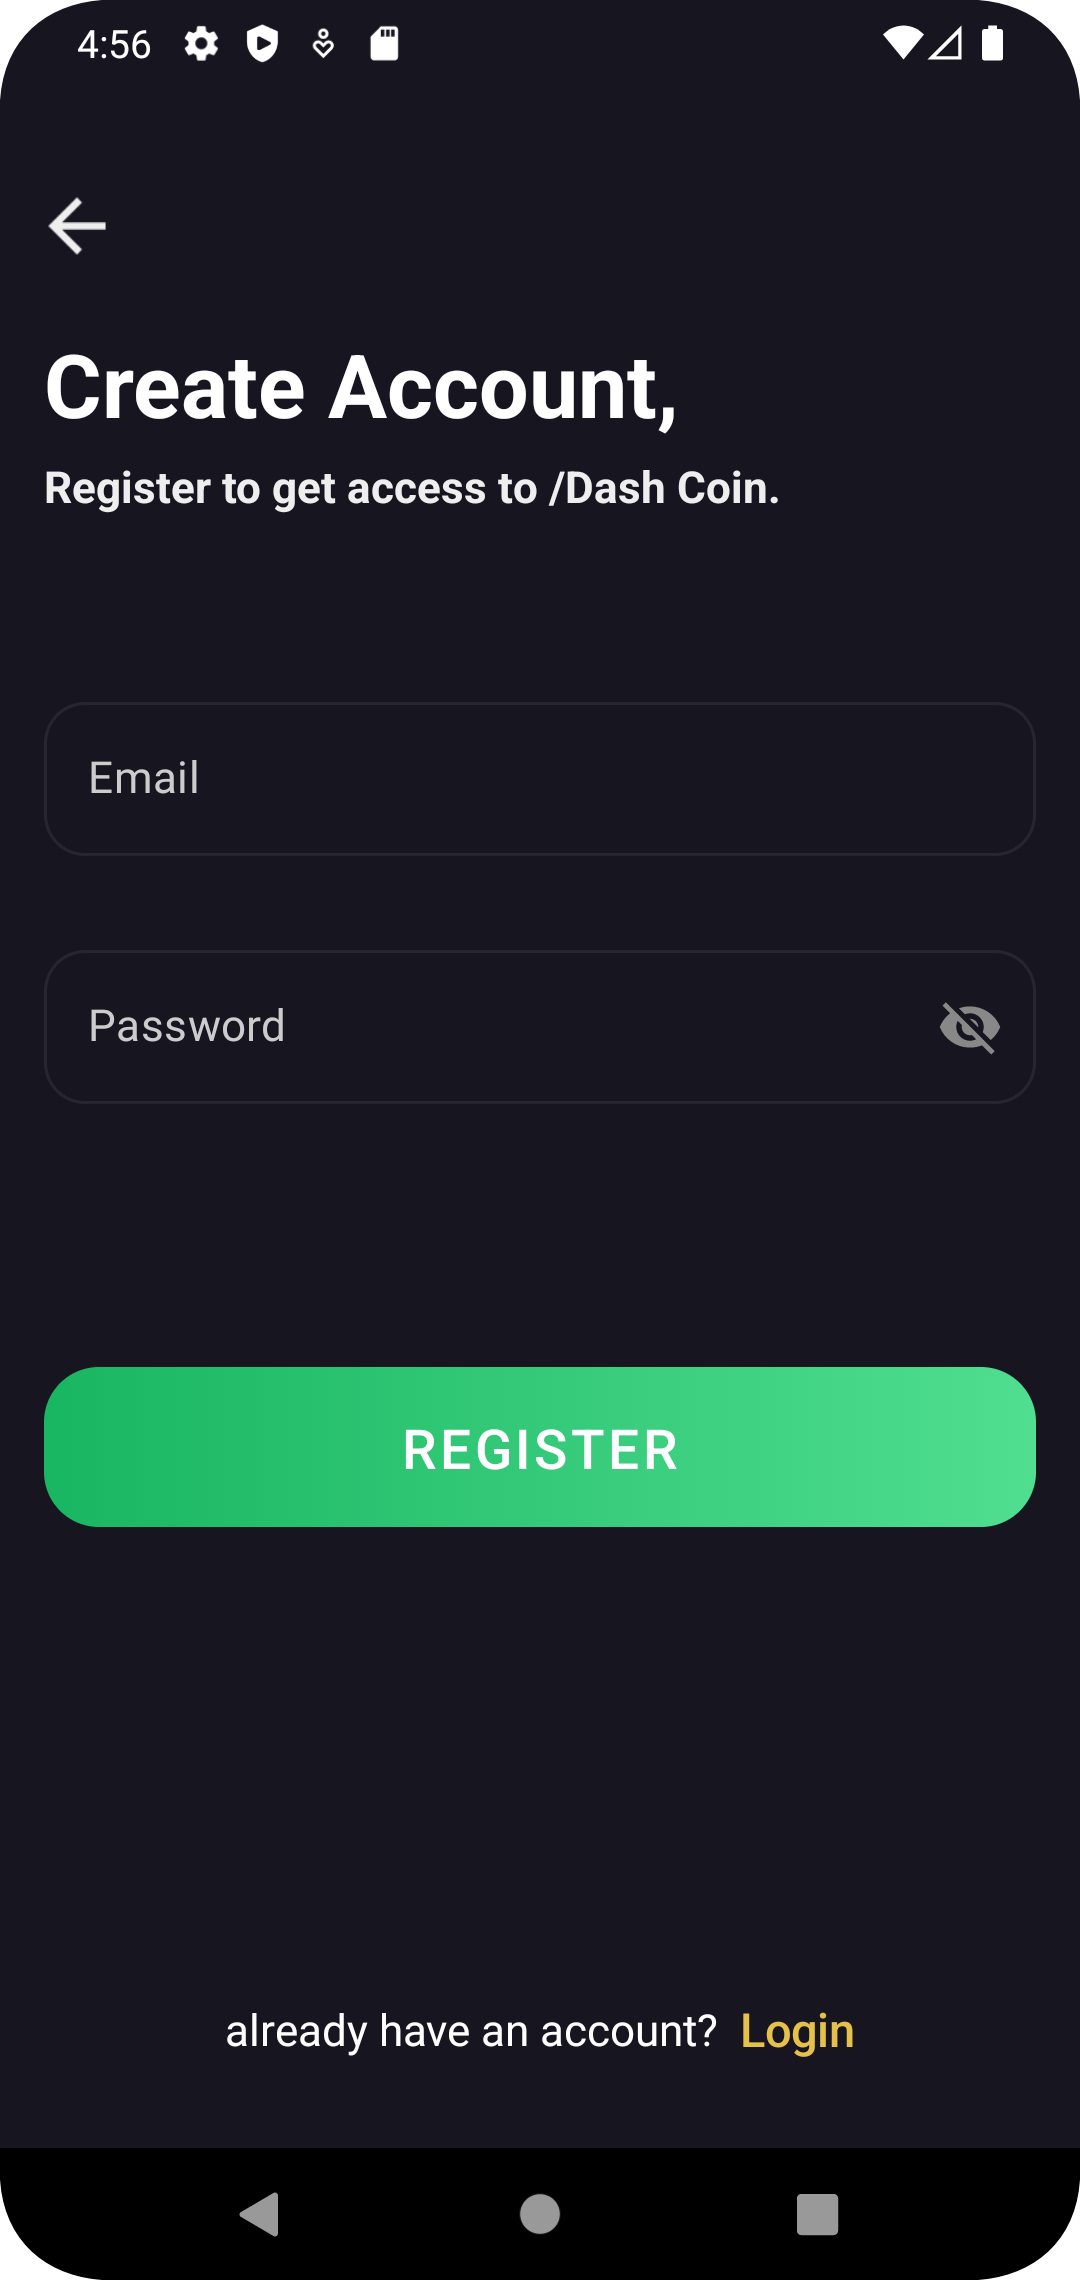 4:56
Create Account,
Register to get access to /Dash Coin.
Email
Password
REGISTER
already have an account? Login